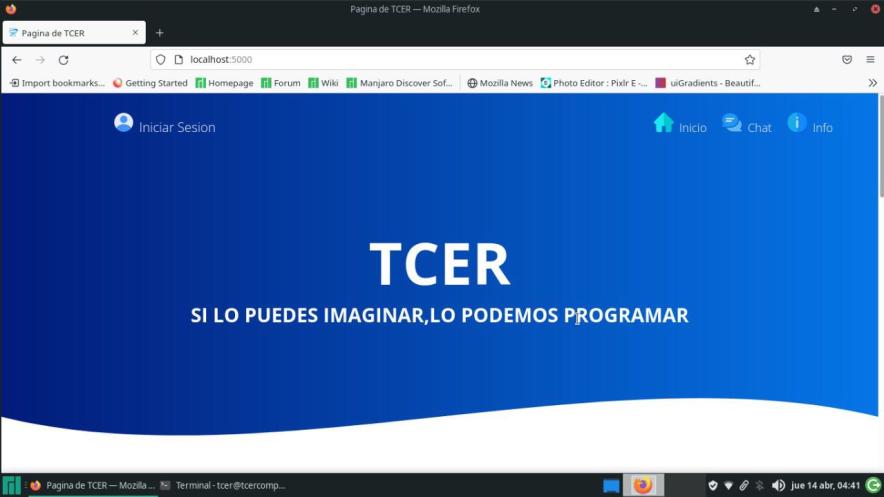 Pagina de TCER — Mozilla Firefox
Pagina de TCER
localhost:5000
Import bookmarks... Getting Started Homepage Forum Wiki Manjaro Discover Sof... Mozilla News Photo Editor : Pixlr E -... uiGradients - Beautif...
Iniciar Sesion Inicio Chat Info
TCER
SI LO PUEDES IMAGINAR,LO PODEMOS PROGRAMAR
Pagina de TCER — Mozilla ... Terminal - tcer@tcercomp... jue 14 abr, 04:41